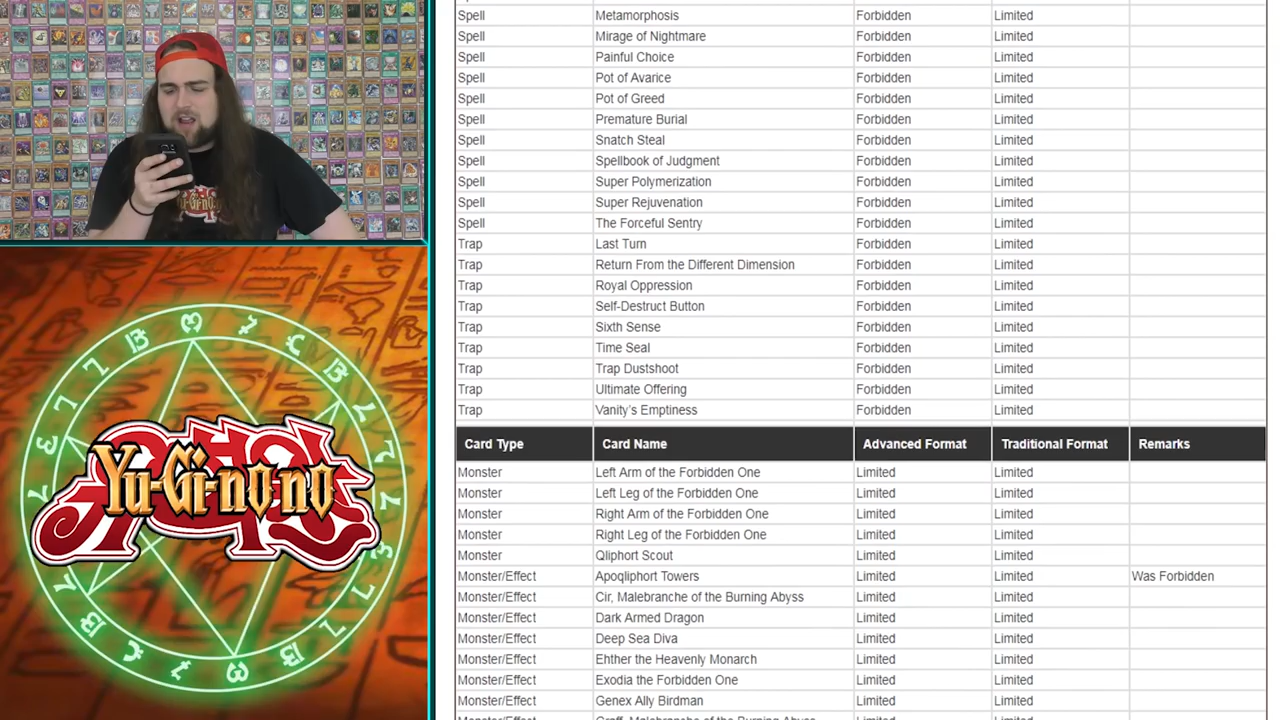 Spell Metamorphosis Forbidden Limited
Spell Mirage of Nightmare Forbidden Limited
Spell Painful Choice Forbidden Limited
Spell Pot of Avarice Forbidden Limited
Spell Pot of Greed Forbidden Limited
Spell Premature Burial Forbidden Limited
Spell Snatch Steal Forbidden Limited
Spell Spellbook of Judgment Forbidden Limited
Spell Super Polymerization Forbidden Limited
Spell Super Rejuvenation Forbidden Limited
Spell The Forceful Sentry Forbidden Limited
Trap Last Turn Forbidden Limited
Trap Return From the Different Dimension Forbidden Limited
Trap Royal Oppression Forbidden Limited
Trap Self-Destruct Button Forbidden Limited
Trap Sixth Sense Forbidden Limited
Trap Time Seal Forbidden Limited
Trap Trap Dustshoot Forbidden Limited
Trap Ultimate Offering Forbidden Limited
Trap Vanity's Emptiness Forbidden Limited
Card Type Card Name Advanced Format Traditional Format Remarks
Monster Left Arm of the Forbidden One Limited Limited
Monster Left Leg of the Forbidden One Limited Limited
Monster Right Arm of the Forbidden One Limited Limited
Monster Right Leg of the Forbidden One Limited Limited
Monster Qliphort Scout Limited Limited
Monster/Effect Apoqliphort Towers Limited Limited Was Forbidden
Monster/Effect Cir, Malebranche of the Burning Abyss Limited Limited
Monster/Effect Dark Armed Dragon Limited Limited
Monster/Effect Deep Sea Diva Limited Limited
Monster/Effect Ehther the Heavenly Monarch Limited Limited
Monster/Effect Exodia the Forbidden One Limited Limited
Monster/Effect Genex Ally Birdman Limited Limited
Yu-Gi-no-no